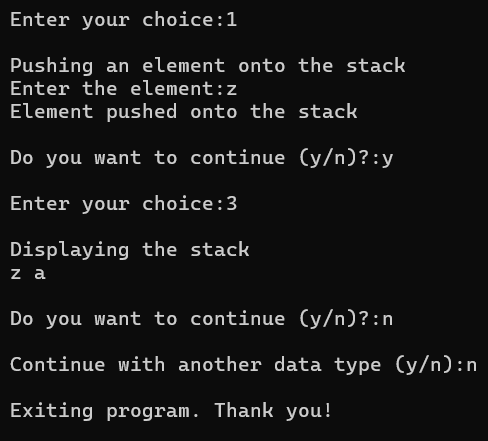 Enter your choice:1
Pushing an element onto the stack
Enter the element:z
Element pushed onto the stack
Do you want to continue (y/n)?:y
Enter your choice:3
Displaying the stack
z a
Do you want to continue (y/n)?:n
Continue with another data type (y/n):n
Exiting program. Thank you!